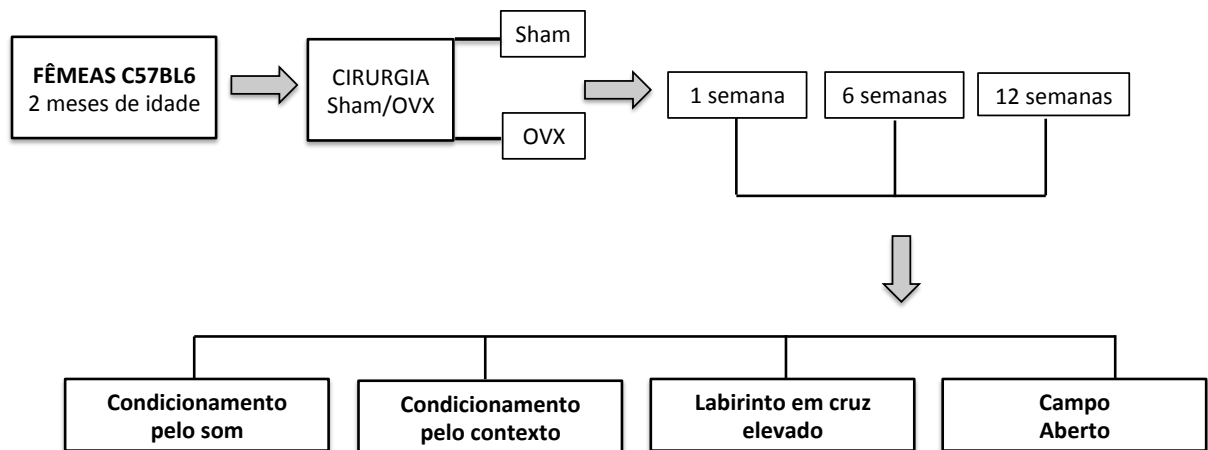 Sham
FÊMEAS C57BL6
2 meses de idade
CIRURGIA
Sham/OVX
OVX
1 semana
6 semanas
12 semanas
Condicionamento
pelo som
Condicionamento
pelo contexto
Labirinto em cruz
elevado
Campo
Aberto